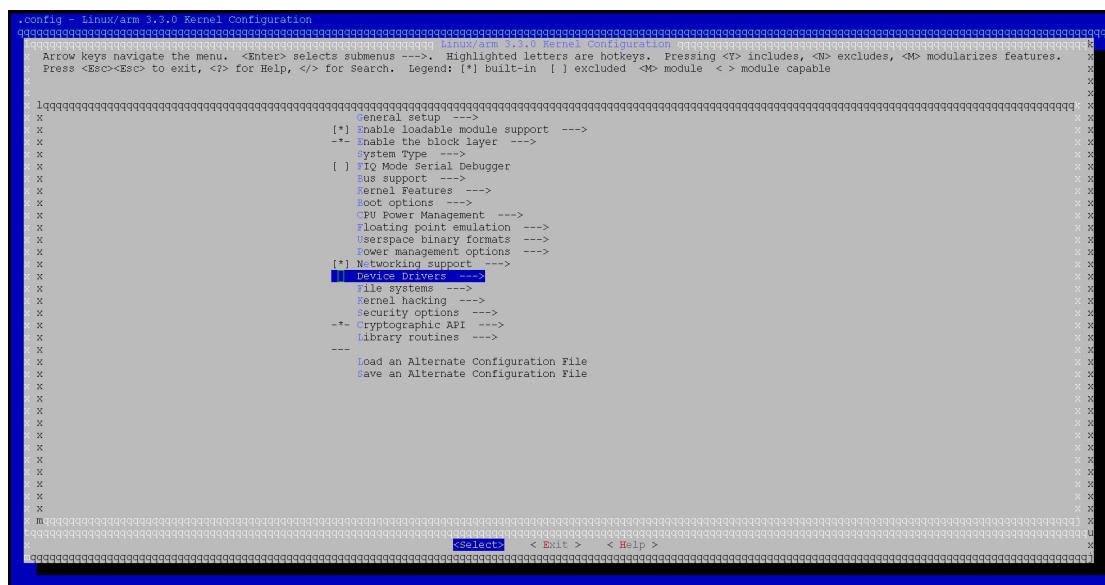 .config - Linux/arm 3.3.0 Kernel Configuration
Linux/arm 3.3.0 Kernel Configuration
Arrow keys navigate the menu. <Enter> selects submenus --->. Highlighted letters are hotkeys. Pressing <Y> includes, <N> excludes, <M> modularizes features.
Press <Esc><Esc> to exit, <?> for Help, </> for Search. Legend: [*] built-in [ ] excluded <M> module < > module capable
General setup --->
[*] Enable loadable module support --->
-*- Enable the block layer --->
System Type --->
[ ] FIQ Mode Serial Debugger
Bus support --->
Kernel Features --->
Boot options --->
CPU Power Management --->
Floating point emulation --->
Userspace binary formats --->
Power management options --->
[*] Networking support --->
Device Drivers --->
File systems --->
Kernel hacking --->
Security options --->
-*- Cryptographic API --->
Library routines --->
---
Load an Alternate Configuration File
Save an Alternate Configuration File
<Select> < Exit > < Help >